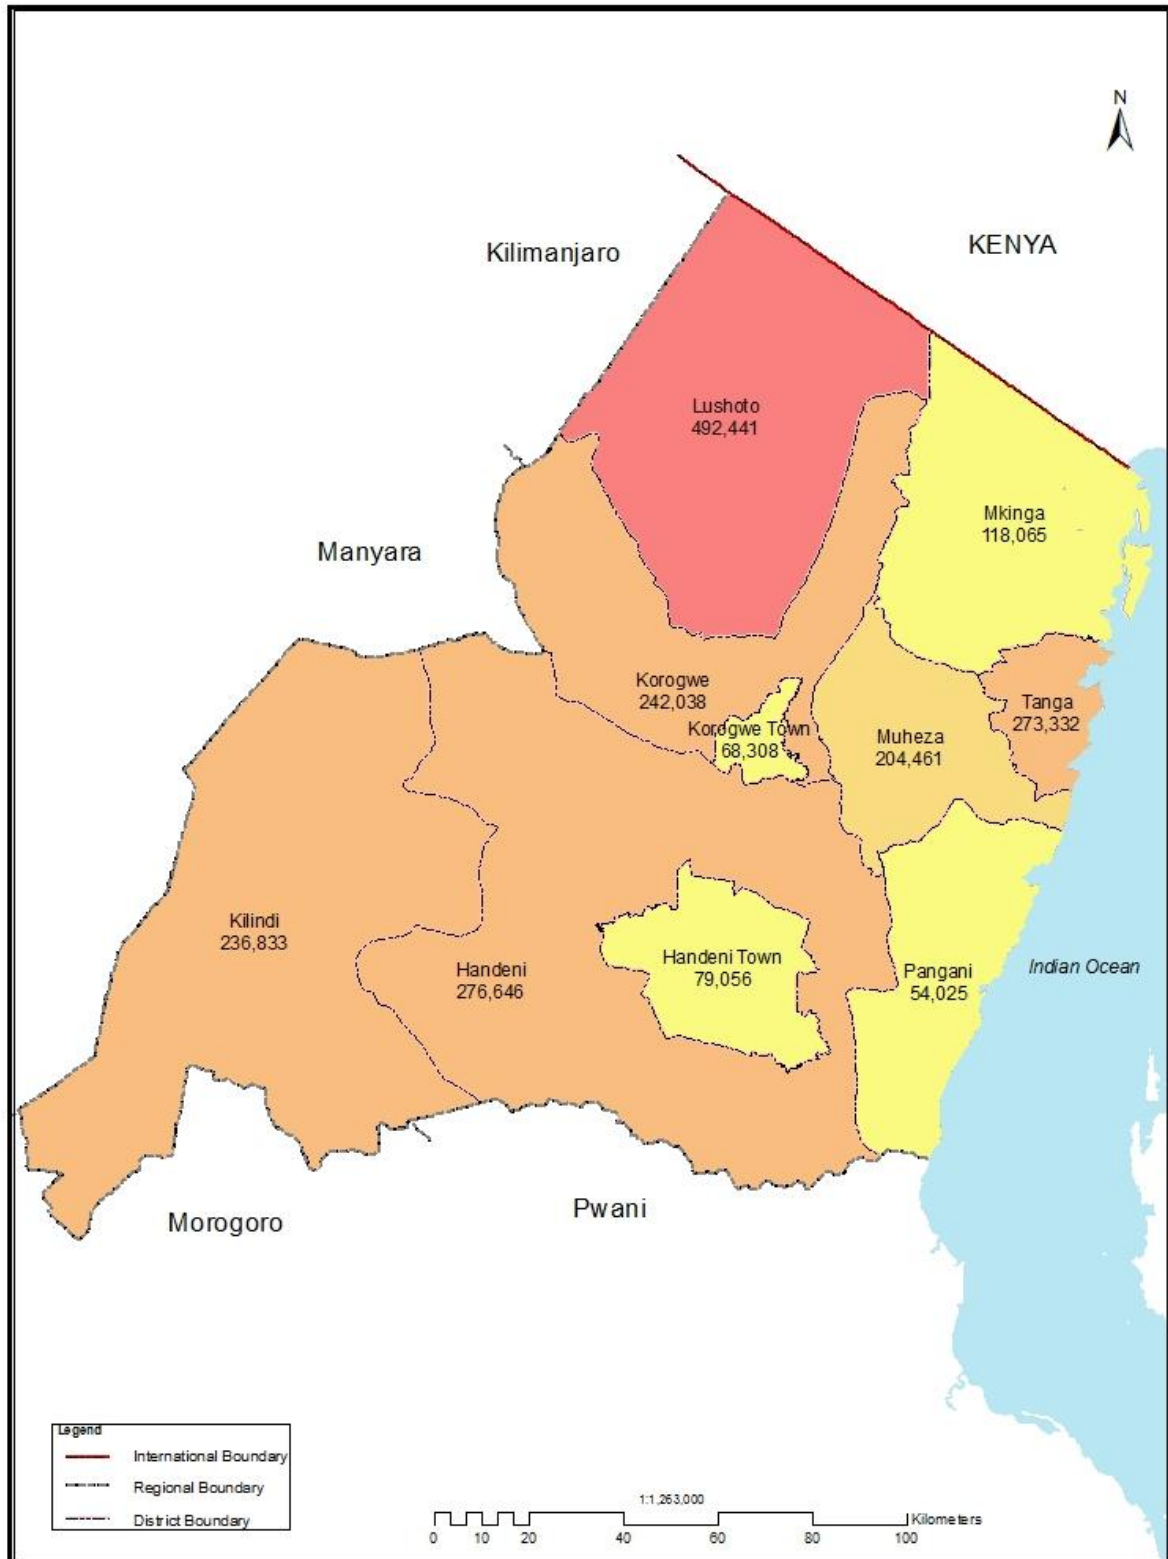 N
Kilimanjaro
KENYA
Lushoto
492,441
Mkinga
118,065
Manyara
Korogwe
242,038
Korogwe Town
68,308
Tanga
273,332
Muheza
204,461
Kilindi
236,833
Handeni
276,646
Handeni Town
79,056
Pangani
54,025
Indian Ocean
Morogoro
Pwani
Legend
International Boundary
Regional Boundary
District Boundary
1:1,263,000
Kilometers
0 10 20 40 60 80 100